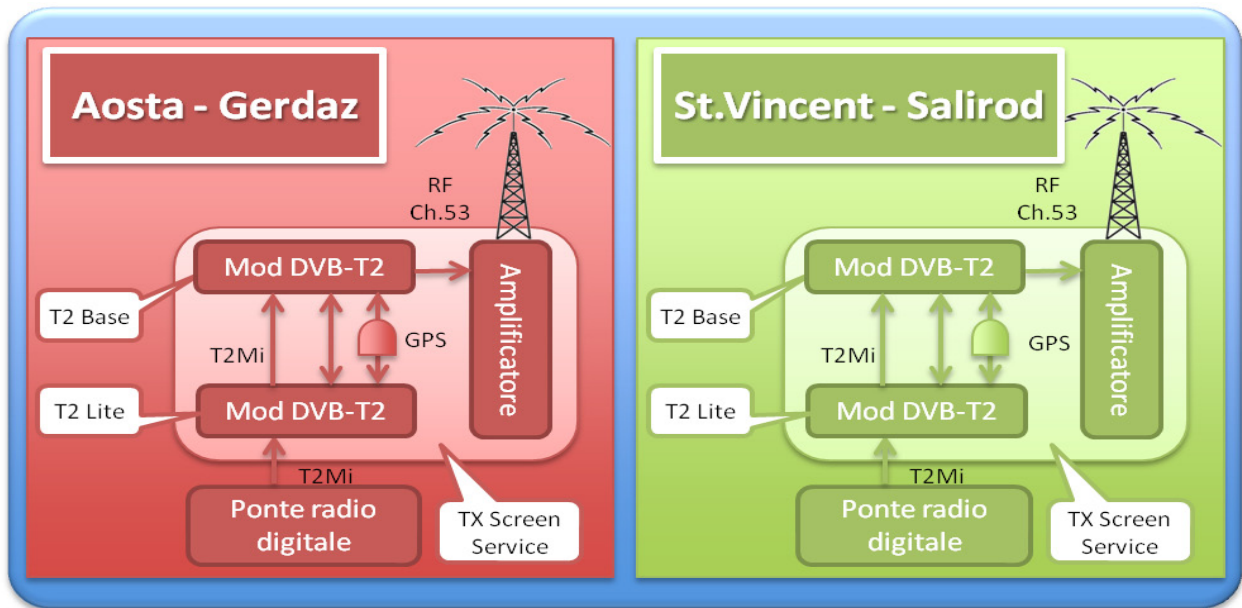 Aosta - Gerdaz
RF
Ch.53
Mod DVB-T2
T2 Base
Amplificatore
T2Mi
GPS
T2 Lite
Mod DVB-T2
T2Mi
Ponte radio
digitale
TX Screen
Service
St.Vincent - Salirod
RF
Ch.53
Mod DVB-T2
T2 Base
Amplificatore
T2Mi
GPS
T2 Lite
Mod DVB-T2
T2Mi
Ponte radio
digitale
TX Screen
Service